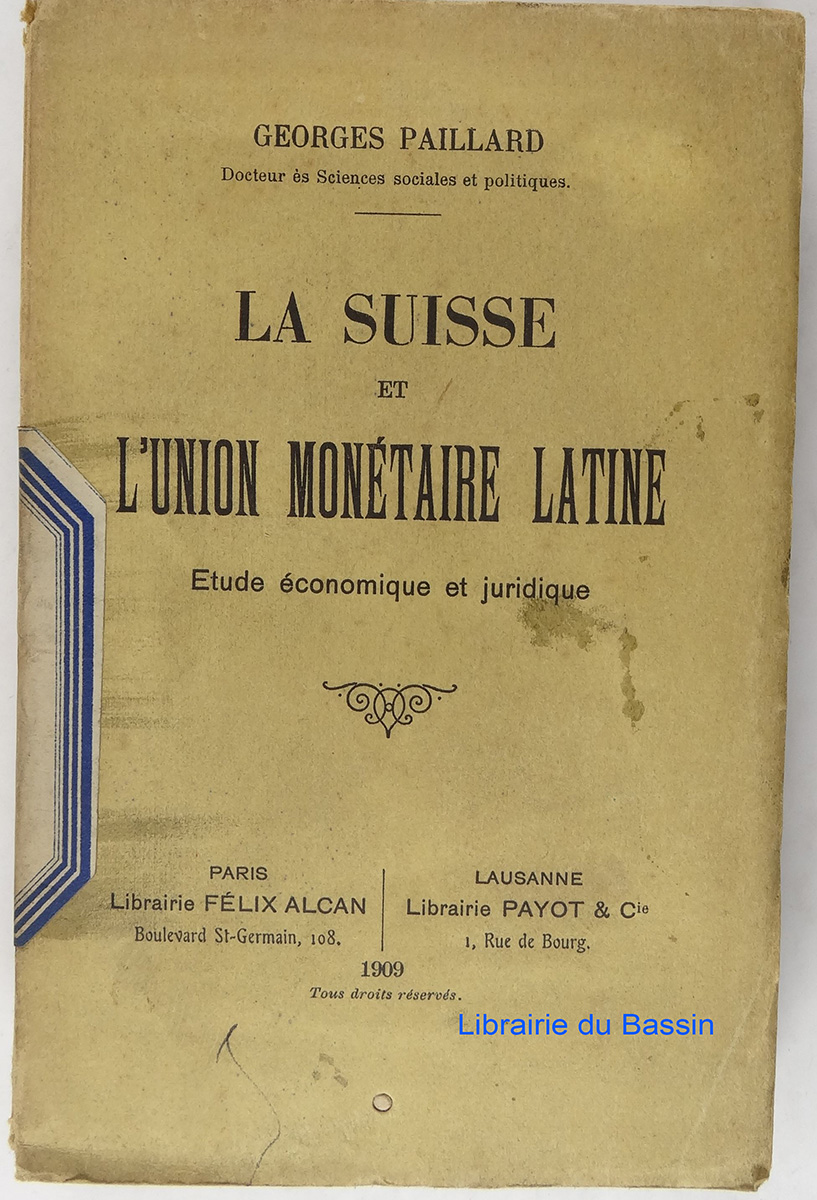 GEORGES PAILLARD
Docteur ès Sciences sociales et politiques.
LA SUISSE
ET
L'UNION MONÉTAIRE LATINE
Etude économique et juridique
PARIS
Librairie FÉLIX ALCAN
Boulevard St-Germain, 108.
LAUSANNE
Librairie PAYOT & Cie
1, Rue de Bourg.
1909
Tous droits réservés.
Librairie du Bassin